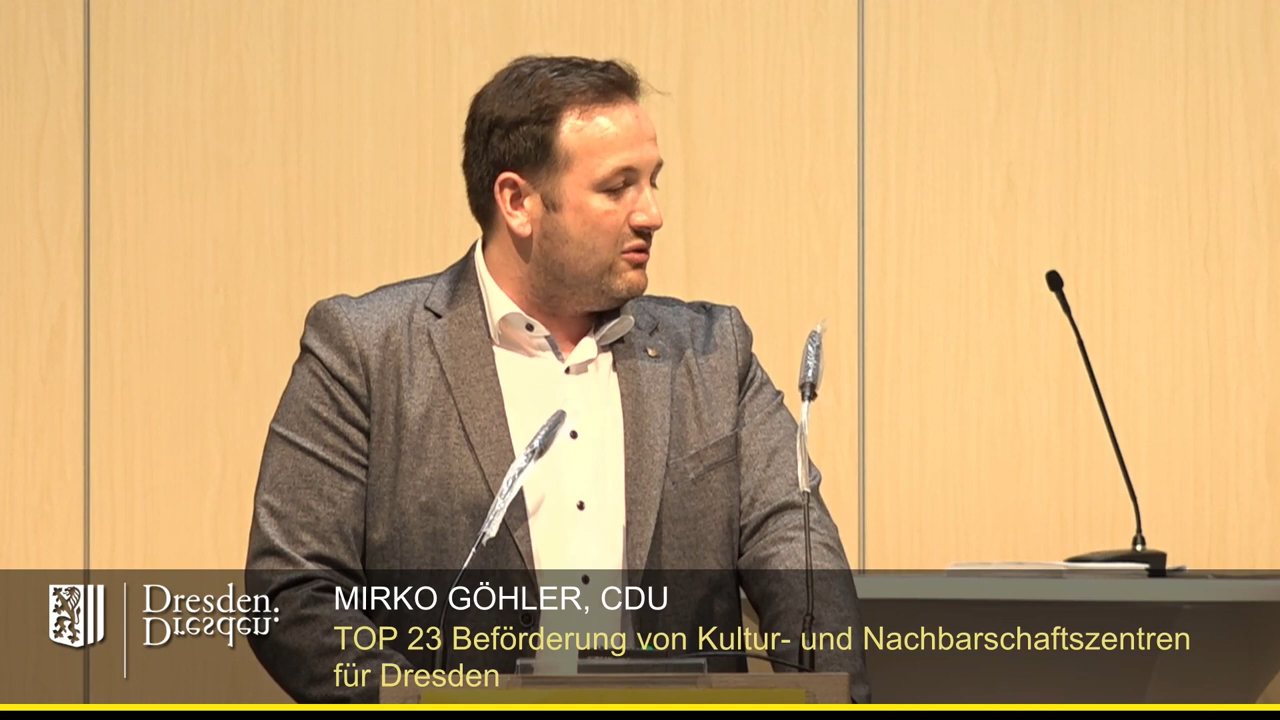 Dresden.
Dresden.
MIRKO GÖHLER, CDU
TOP 23 Beförderung von Kultur- und Nachbarschaftszentren
für Dresden